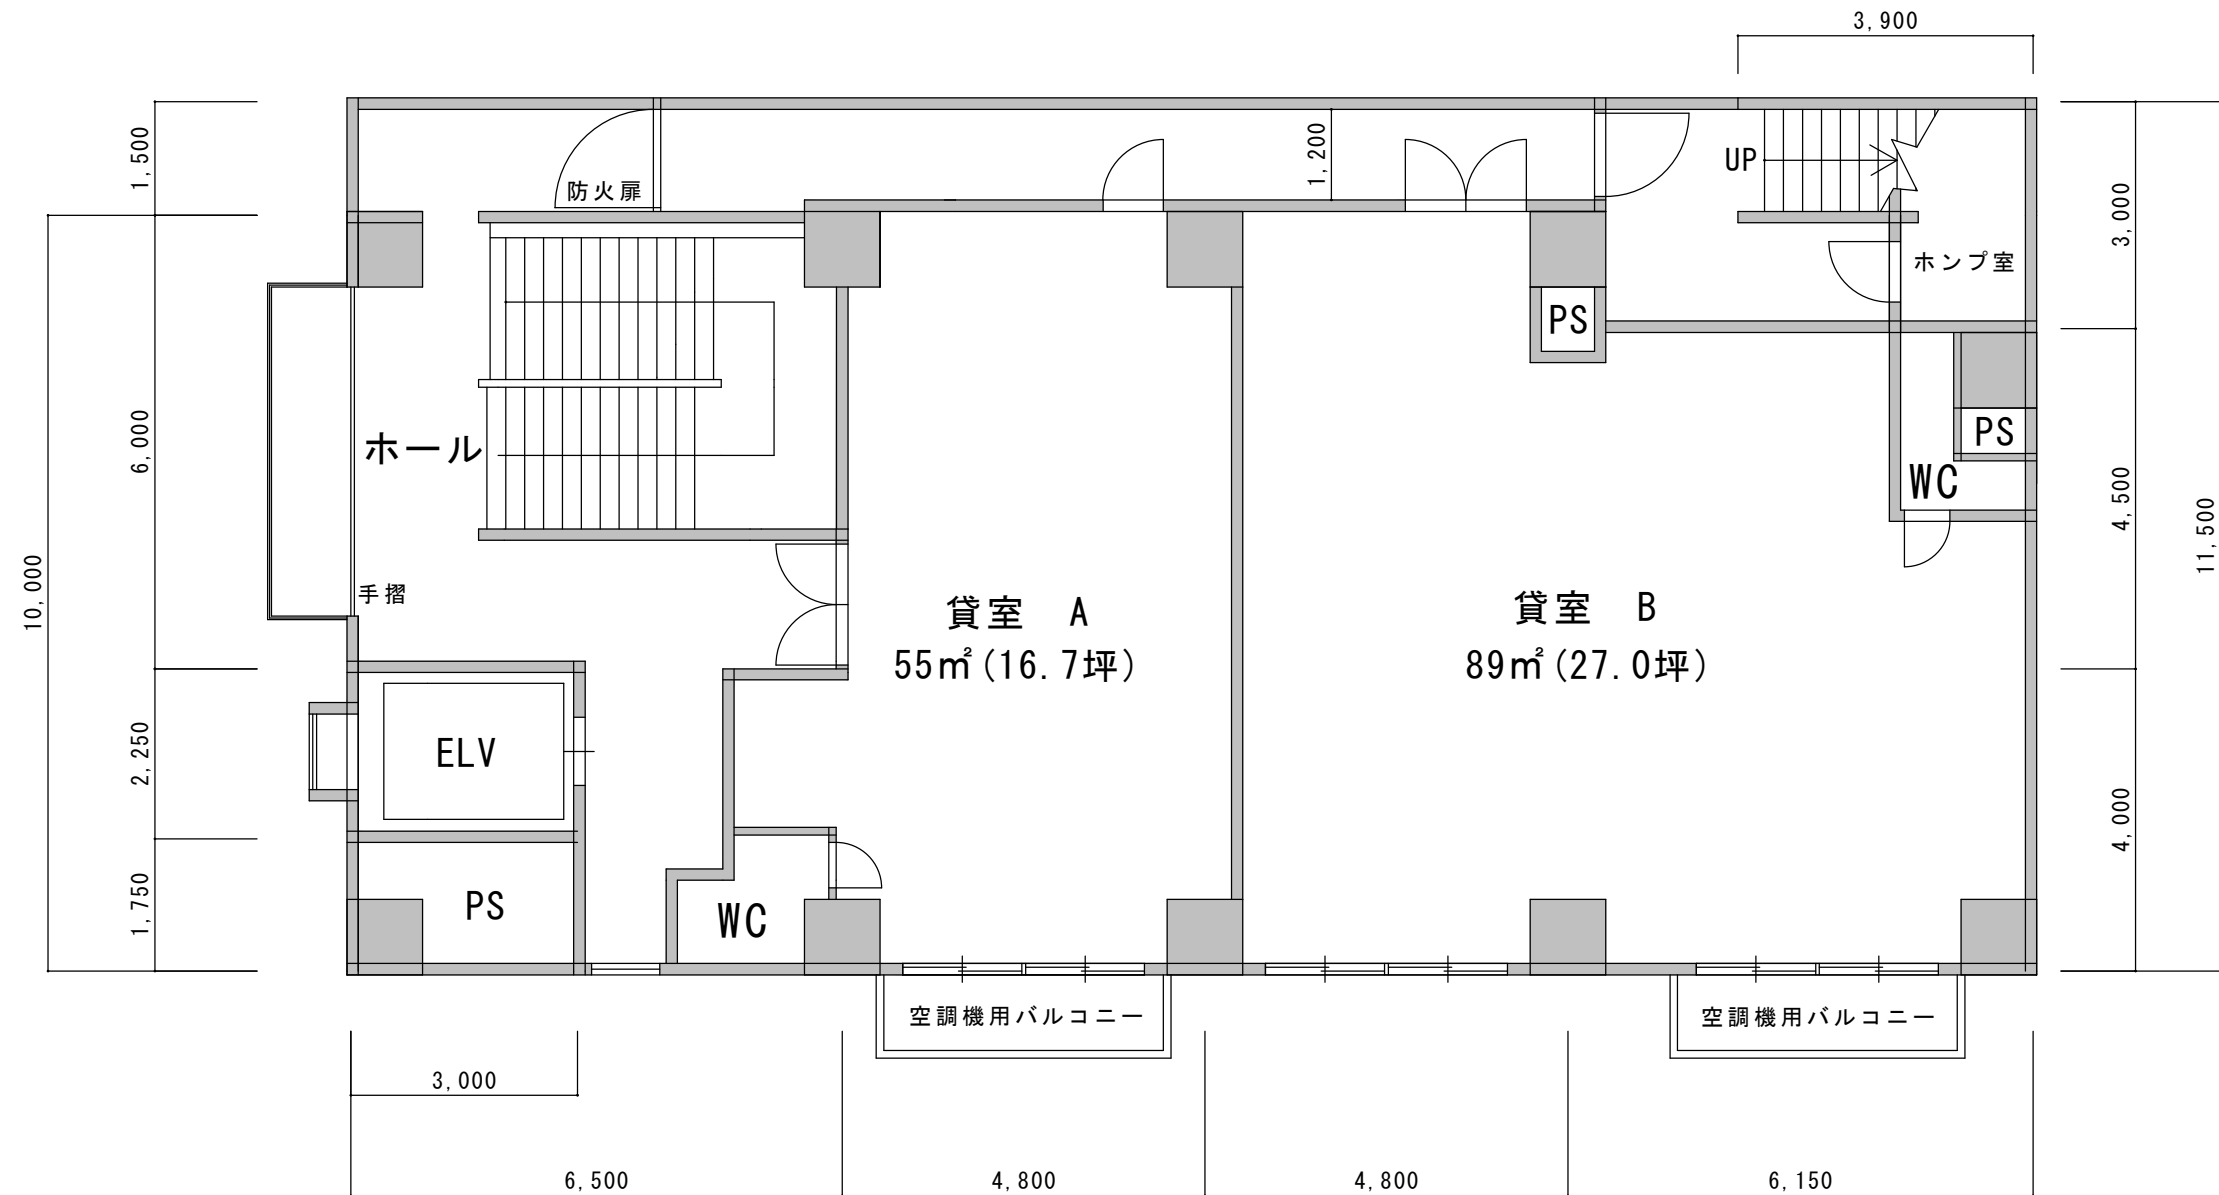 3,900
1,500
1,200
防火扉
UP
3,000
ホンプ室
PS
6,000
ホール
PS
WC
4,500
11,500
10,000
手摺
貸室 A
55㎡(16.7坪)
貸室 B
89㎡(27.0坪)
2,250
ELV
4,000
1,750
PS
WC
空調機用バルコニー
空調機用バルコニー
3,000
6,500
4,800
4,800
6,150